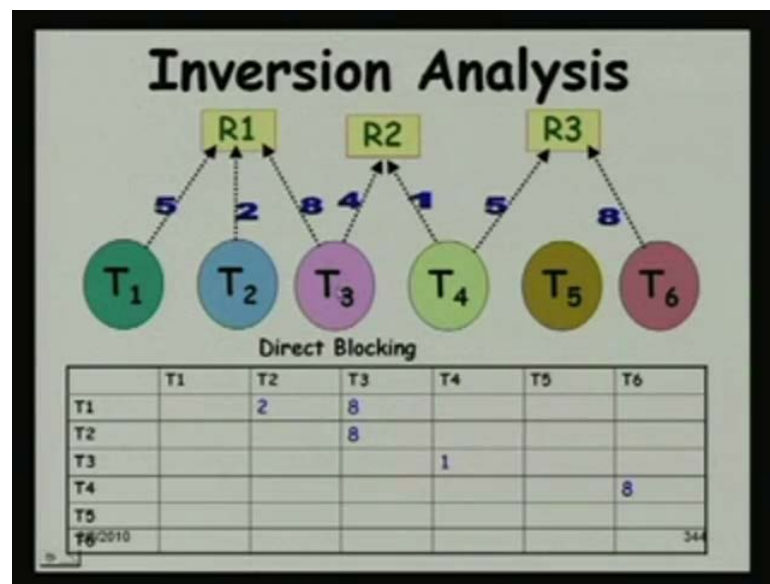 Inversion Analysis
R1 R2 R3
5 2 8 4 1 5 8
T1 T2 T3 T4 T5 T6
Direct Blocking
T1 T2 T3 T4 T5 T6
T1 2 8
T2 8
T3 1
T4 8
T5
T6 /2010 344